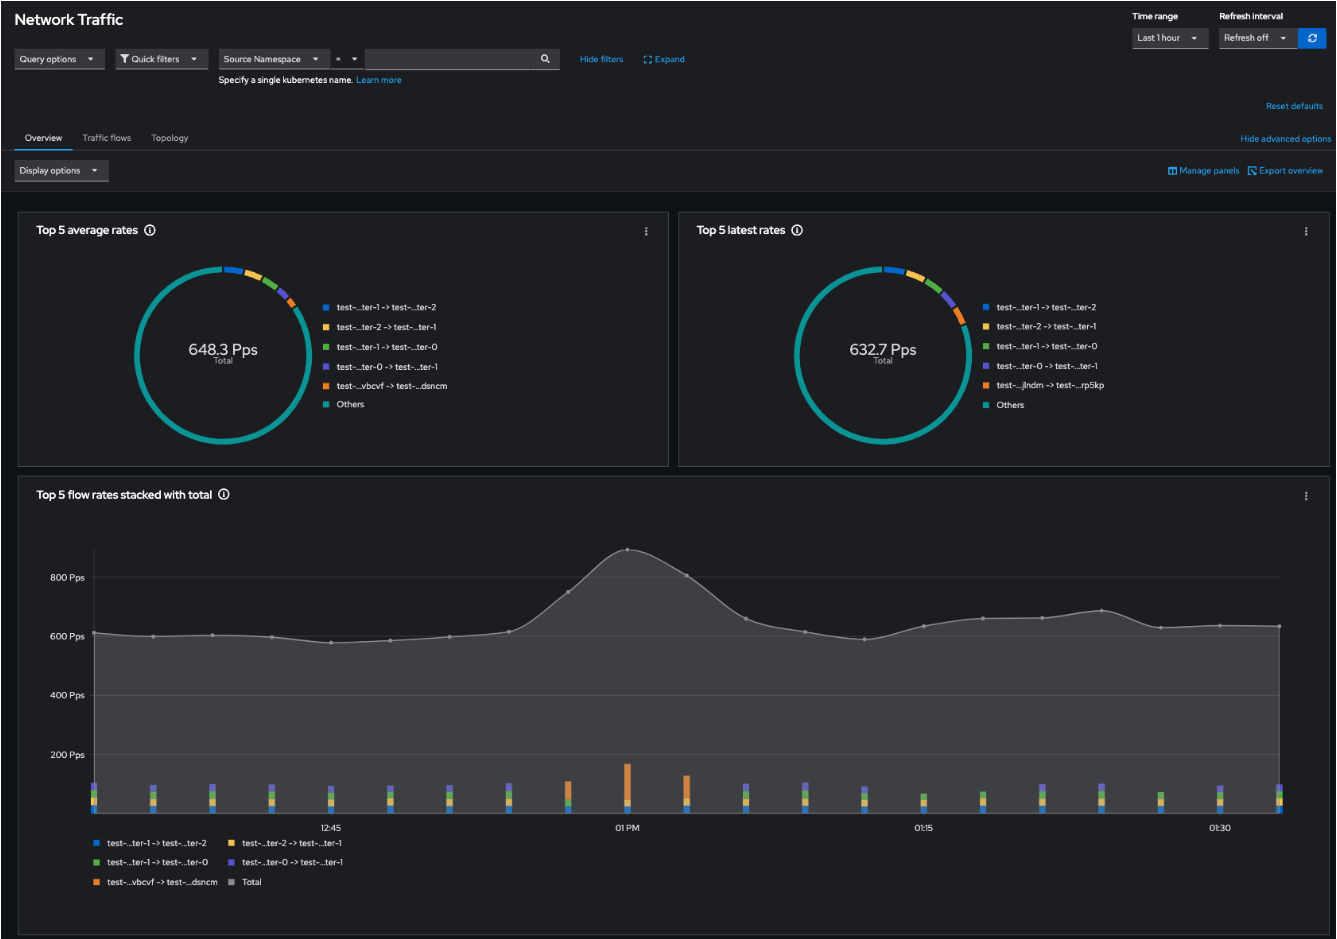 Network Traffic
Time range
Refresh interval
Last 1 hour
Refresh off
Query options
Quick filters
Source Namespace
=
Hide filters
Expand
Specify a single kubernetes name. Learn more
Reset defaults
Overview
Traffic flows
Topology
Hide advanced options
Display options
Manage panels
Export overview
Top 5 average rates
648.3 Pps
Total
test-...ter-1 -> test-...ter-2
test-...ter-2 -> test-...ter-1
test-...ter-1 -> test-...ter-0
test-...ter-0 -> test-...ter-1
test-...vbcvf -> test-...dsncm
Others
Top 5 latest rates
632.7 Pps
Total
test-...ter-1 -> test-...ter-2
test-...ter-2 -> test-...ter-1
test-...ter-1 -> test-...ter-0
test-...ter-0 -> test-...ter-1
test-...jlndm -> test-...rp5kp
Others
Top 5 flow rates stacked with total
800 Pps
600 Pps
400 Pps
200 Pps
12:45
01 PM
01:15
01:30
test-...ter-1 -> test-...ter-2
test-...ter-2 -> test-...ter-1
test-...ter-1 -> test-...ter-0
test-...ter-0 -> test-...ter-1
test-...vbcvf -> test-...dsncm
Total